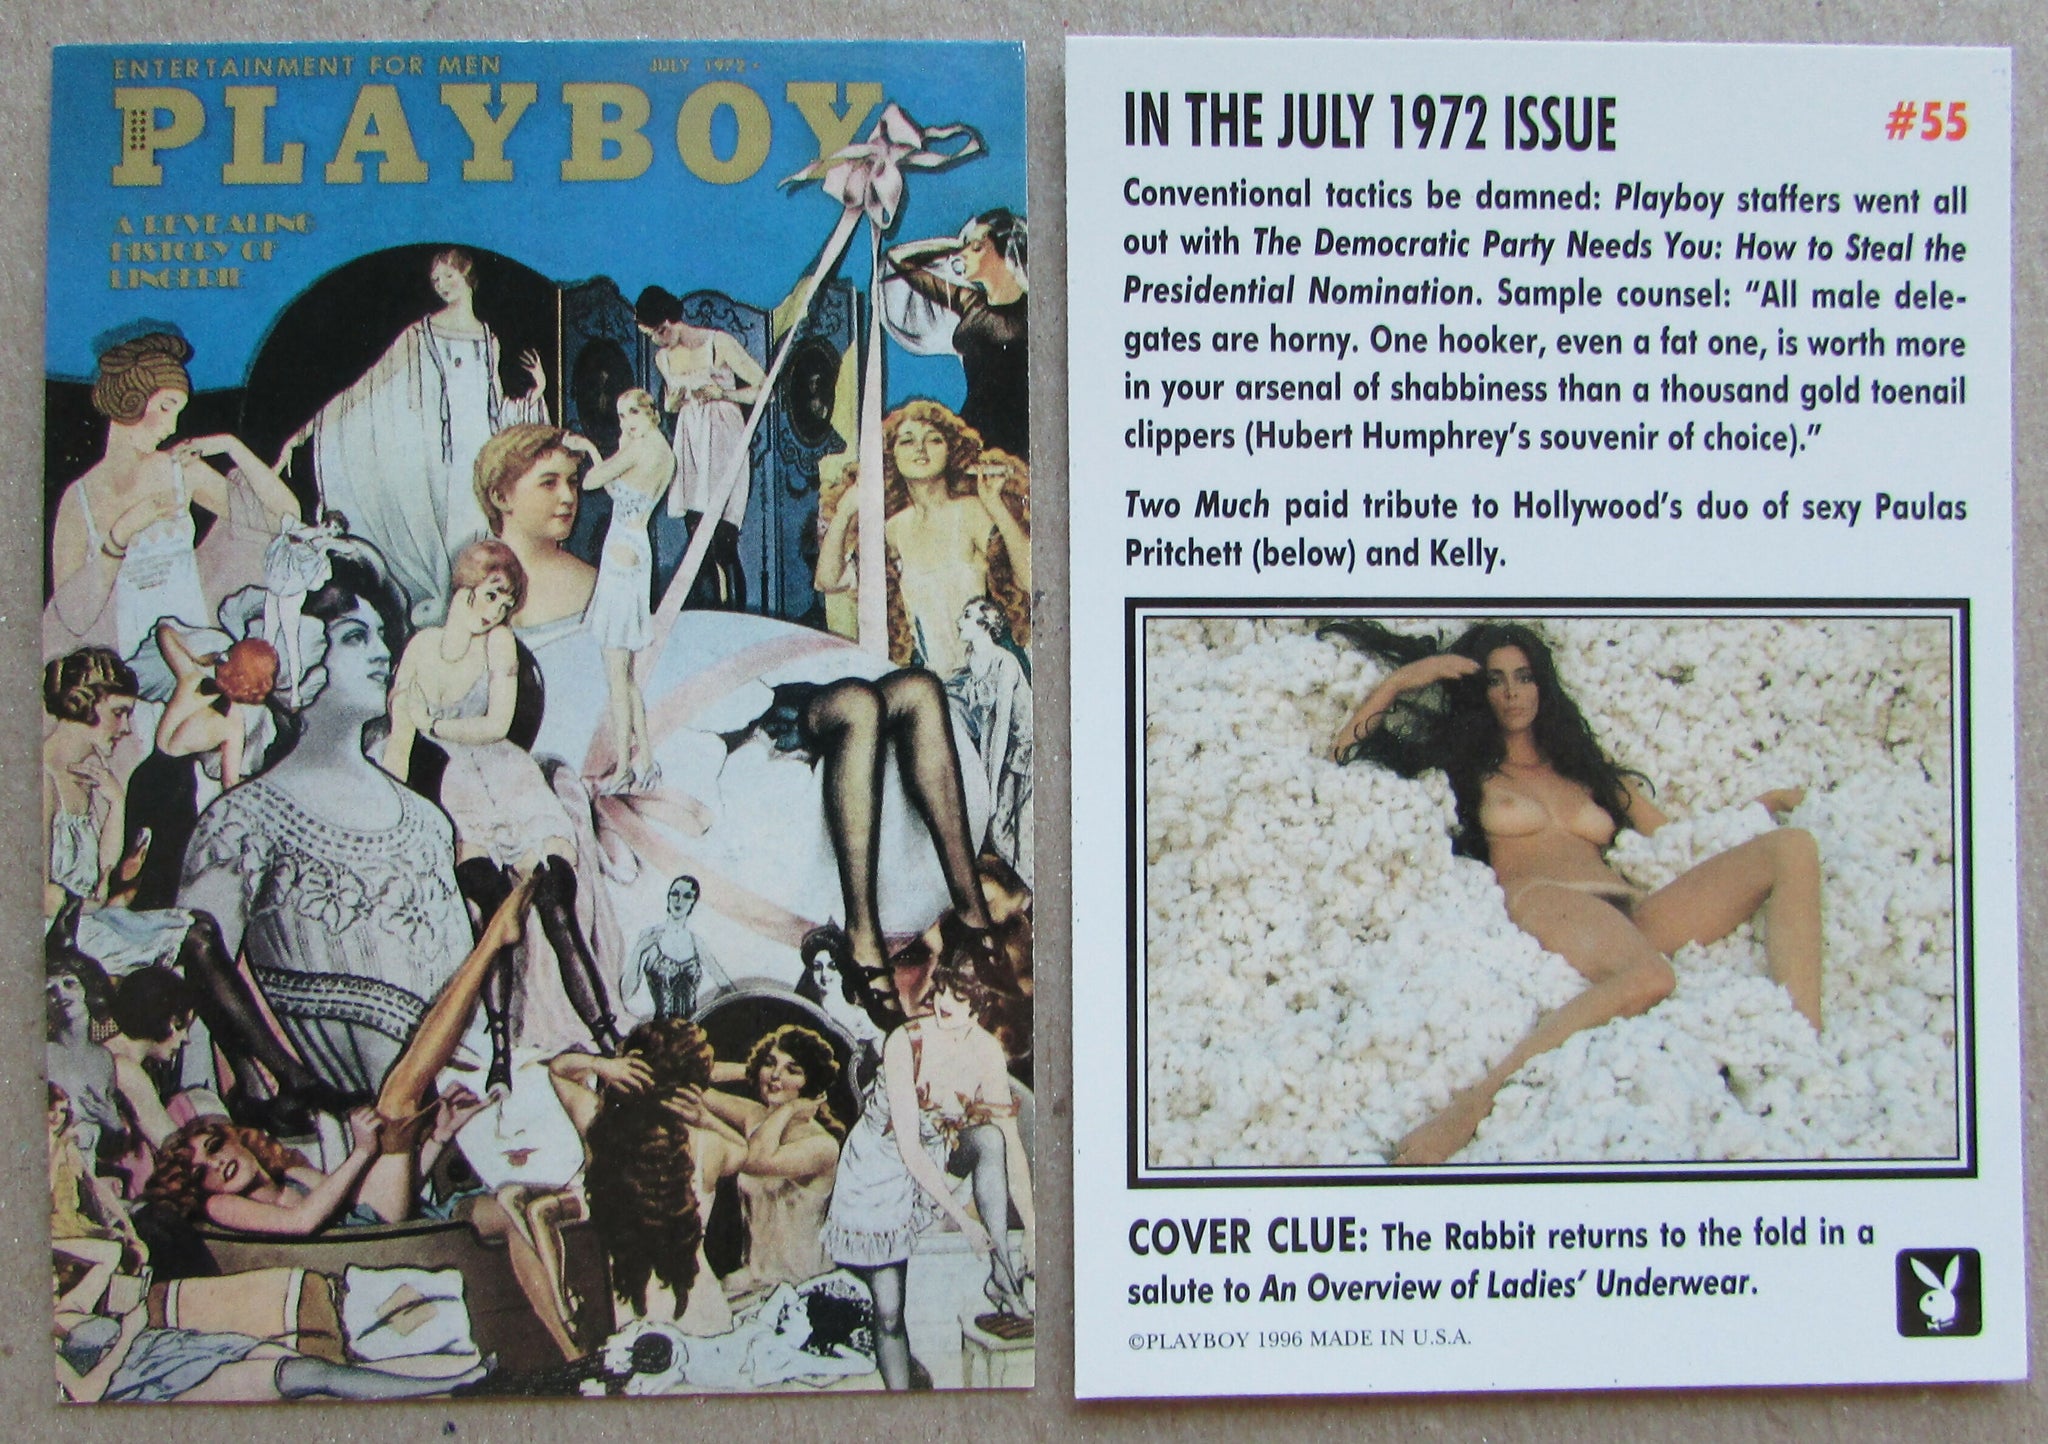 ENTERTAINMENT FOR MEN
JULY 1972
PLAYBOY
A REVEALING
HISTORY OF
LINGERIE
IN THE JULY 1972 ISSUE
#55
Conventional tactics be damned: Playboy staffers went all
out with The Democratic Party Needs You: How to Steal the
Presidential Nomination. Sample counsel: “All male dele-
gates are horny. One hooker, even a fat one, is worth more
in your arsenal of shabbiness than a thousand gold toenail
clippers (Hubert Humphrey’s souvenir of choice).”
Two Much paid tribute to Hollywood’s duo of sexy Paulas
Pritchett (below) and Kelly.
COVER CLUE: The Rabbit returns to the fold in a
salute to An Overview of Ladies’ Underwear.
©PLAYBOY 1996 MADE IN U.S.A.